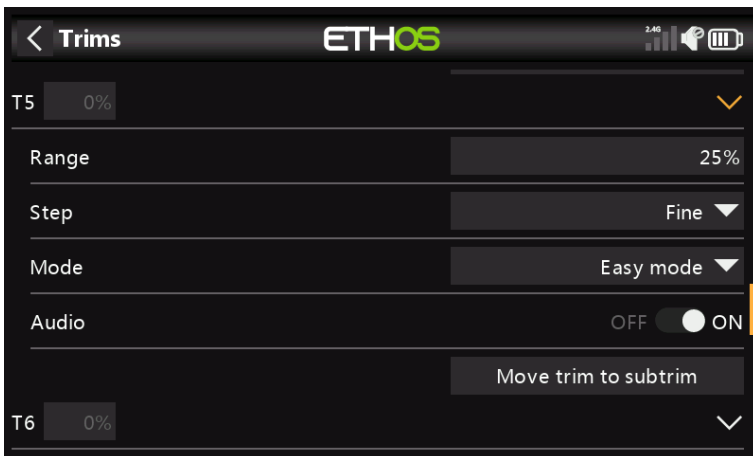 Trims ETHOS 2.4G
T5 0%
Range 25%
Step Fine
Mode Easy mode
Audio OFF ON
Move trim to subtrim
T6 0%